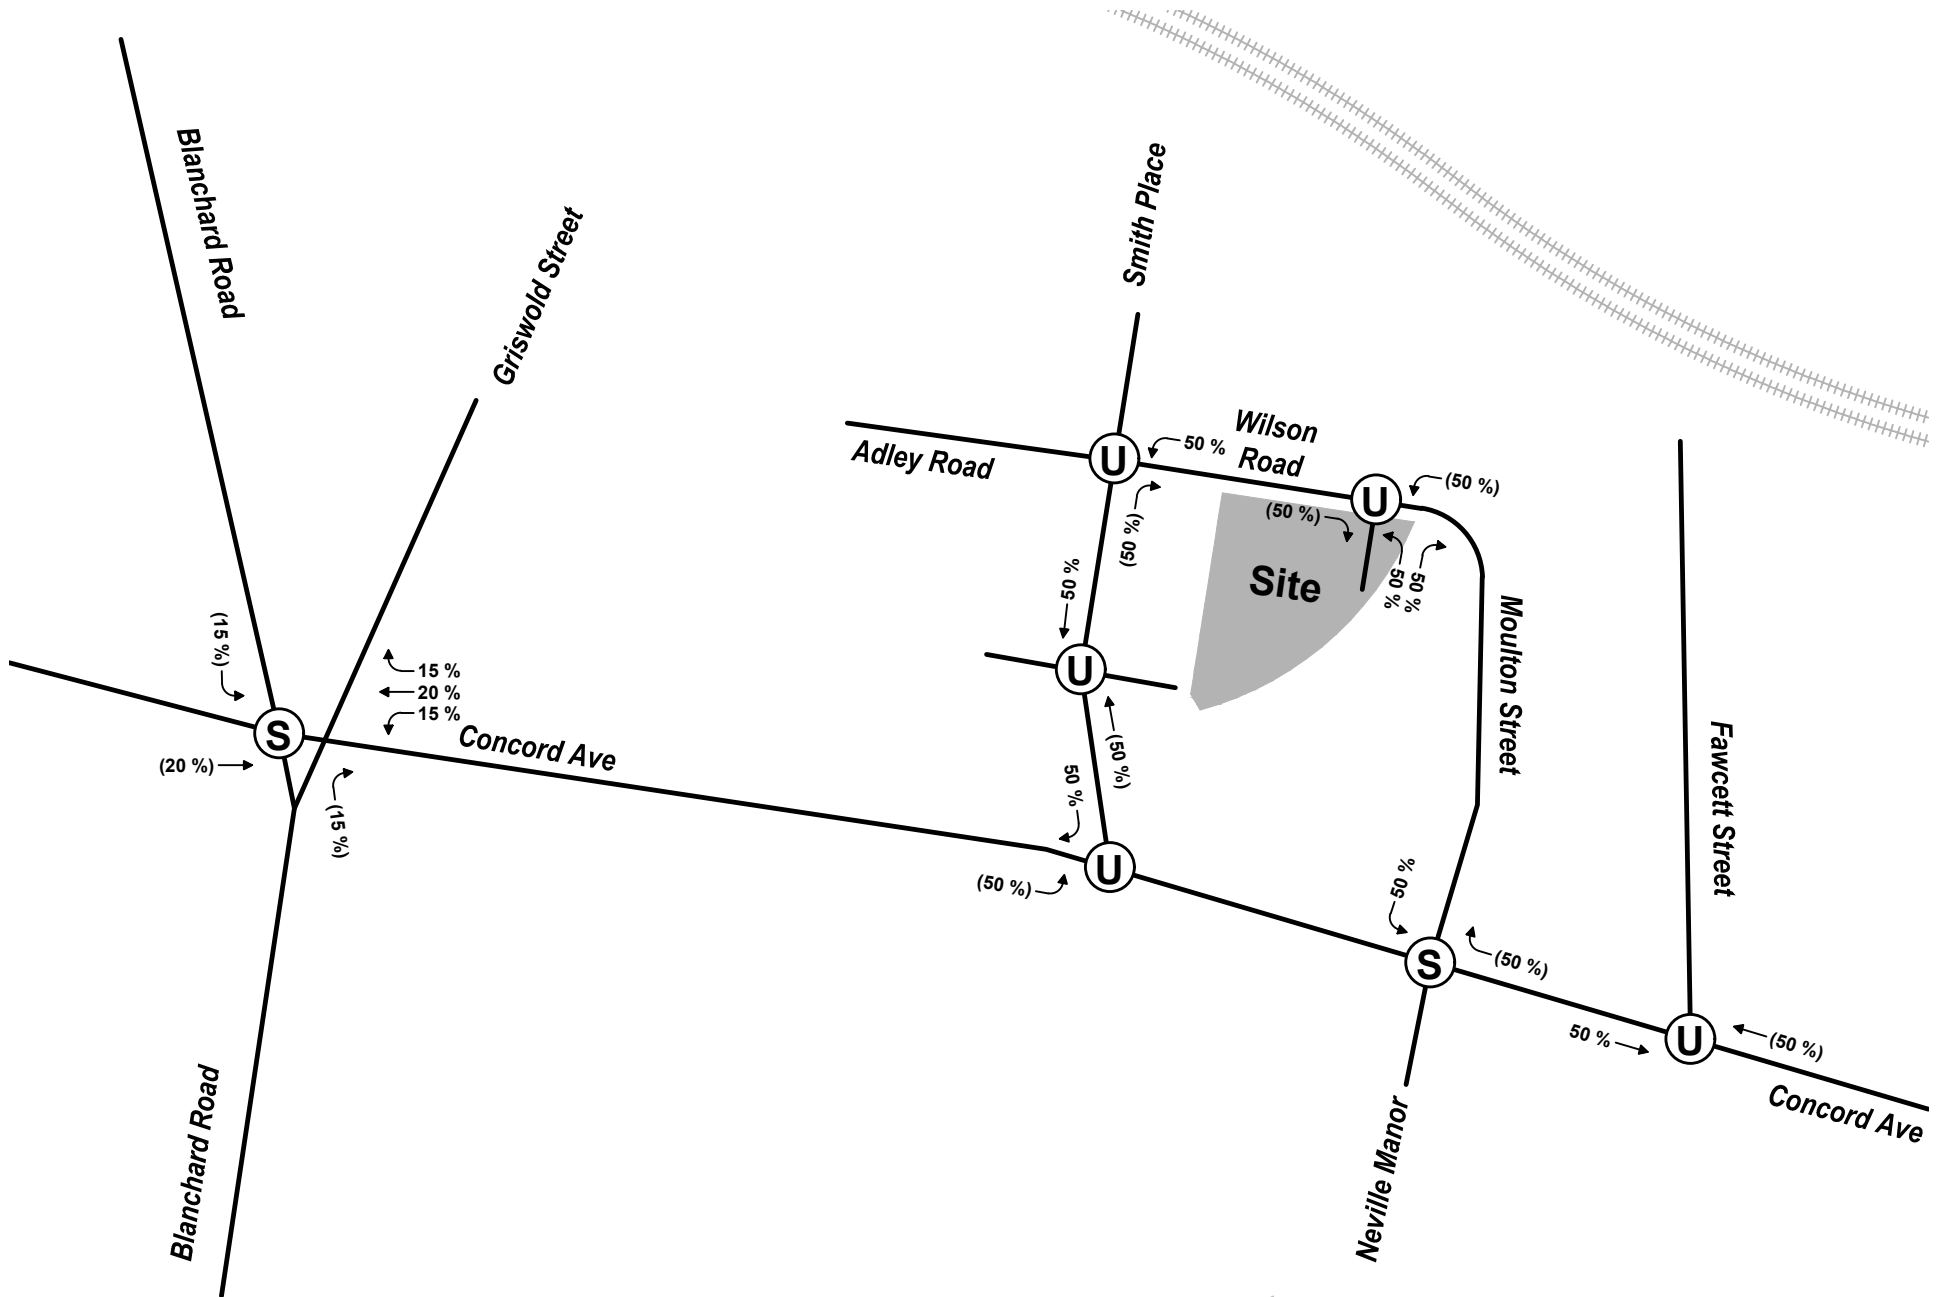 Smith Place
Blanchard Road
Griswold Street
Wilson
Road
Adley Road
50 %
(50 %)
U
U
(50 %)
(50 %)
50 %
50 %
Site
50 %
Moulton Street
(15 %)
15 %
20 %
15 %
U
S
Concord Ave
(20 %)
(15 %)
(50 %)
50 %
Fawcett Street
U
(50 %)
50 %
S
(50 %)
50 %
U
(50 %)
Concord Ave
Blanchard Road
Neville Manor